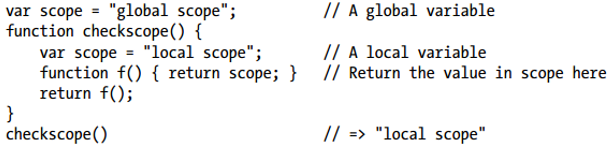 var scope = "global scope";          // A global variable
function checkscope() {
    var scope = "local scope";       // A local variable
    function f() { return scope; }   // Return the value in scope here
    return f();
}
checkscope()                         // => "local scope"